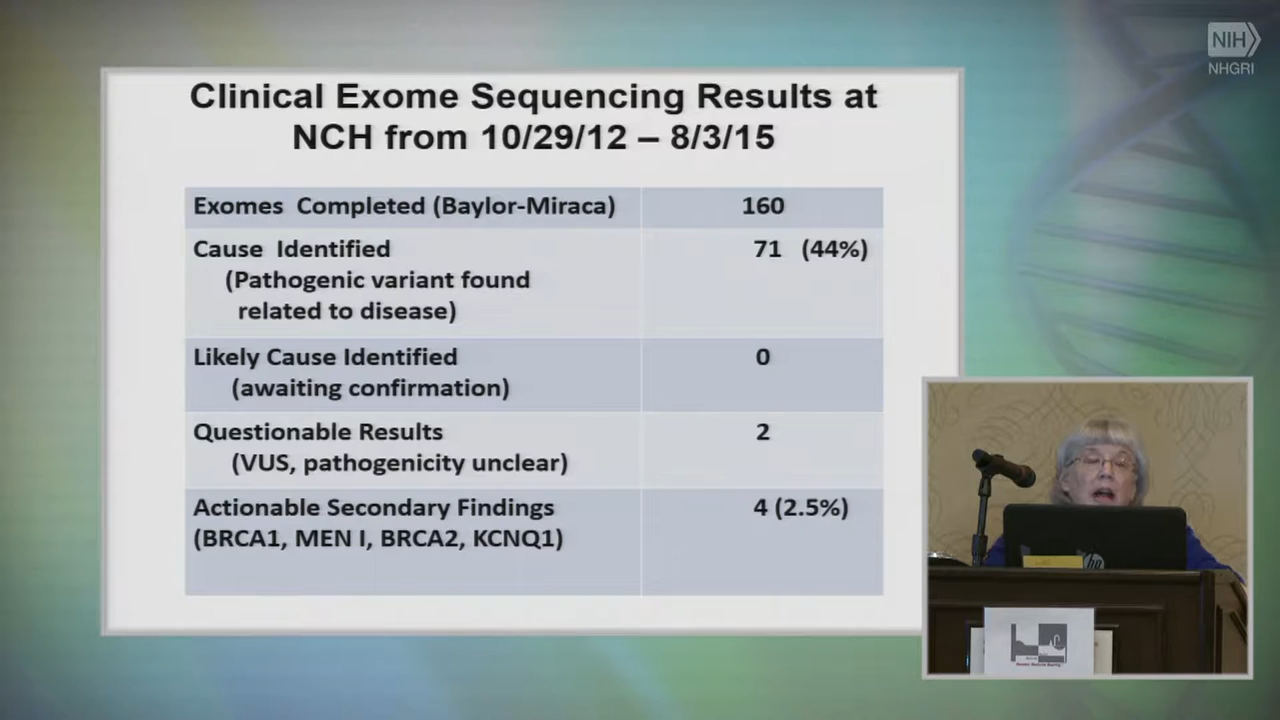 NIH
NHGRI
Clinical Exome Sequencing Results at
NCH from 10/29/12 – 8/3/15
Exomes Completed (Baylor-Miraca) 160
Cause Identified 71 (44%)
(Pathogenic variant found
related to disease)
Likely Cause Identified 0
(awaiting confirmation)
Questionable Results 2
(VUS, pathogenicity unclear)
Actionable Secondary Findings 4 (2.5%)
(BRCA1, MEN I, BRCA2, KCNQ1)
hp